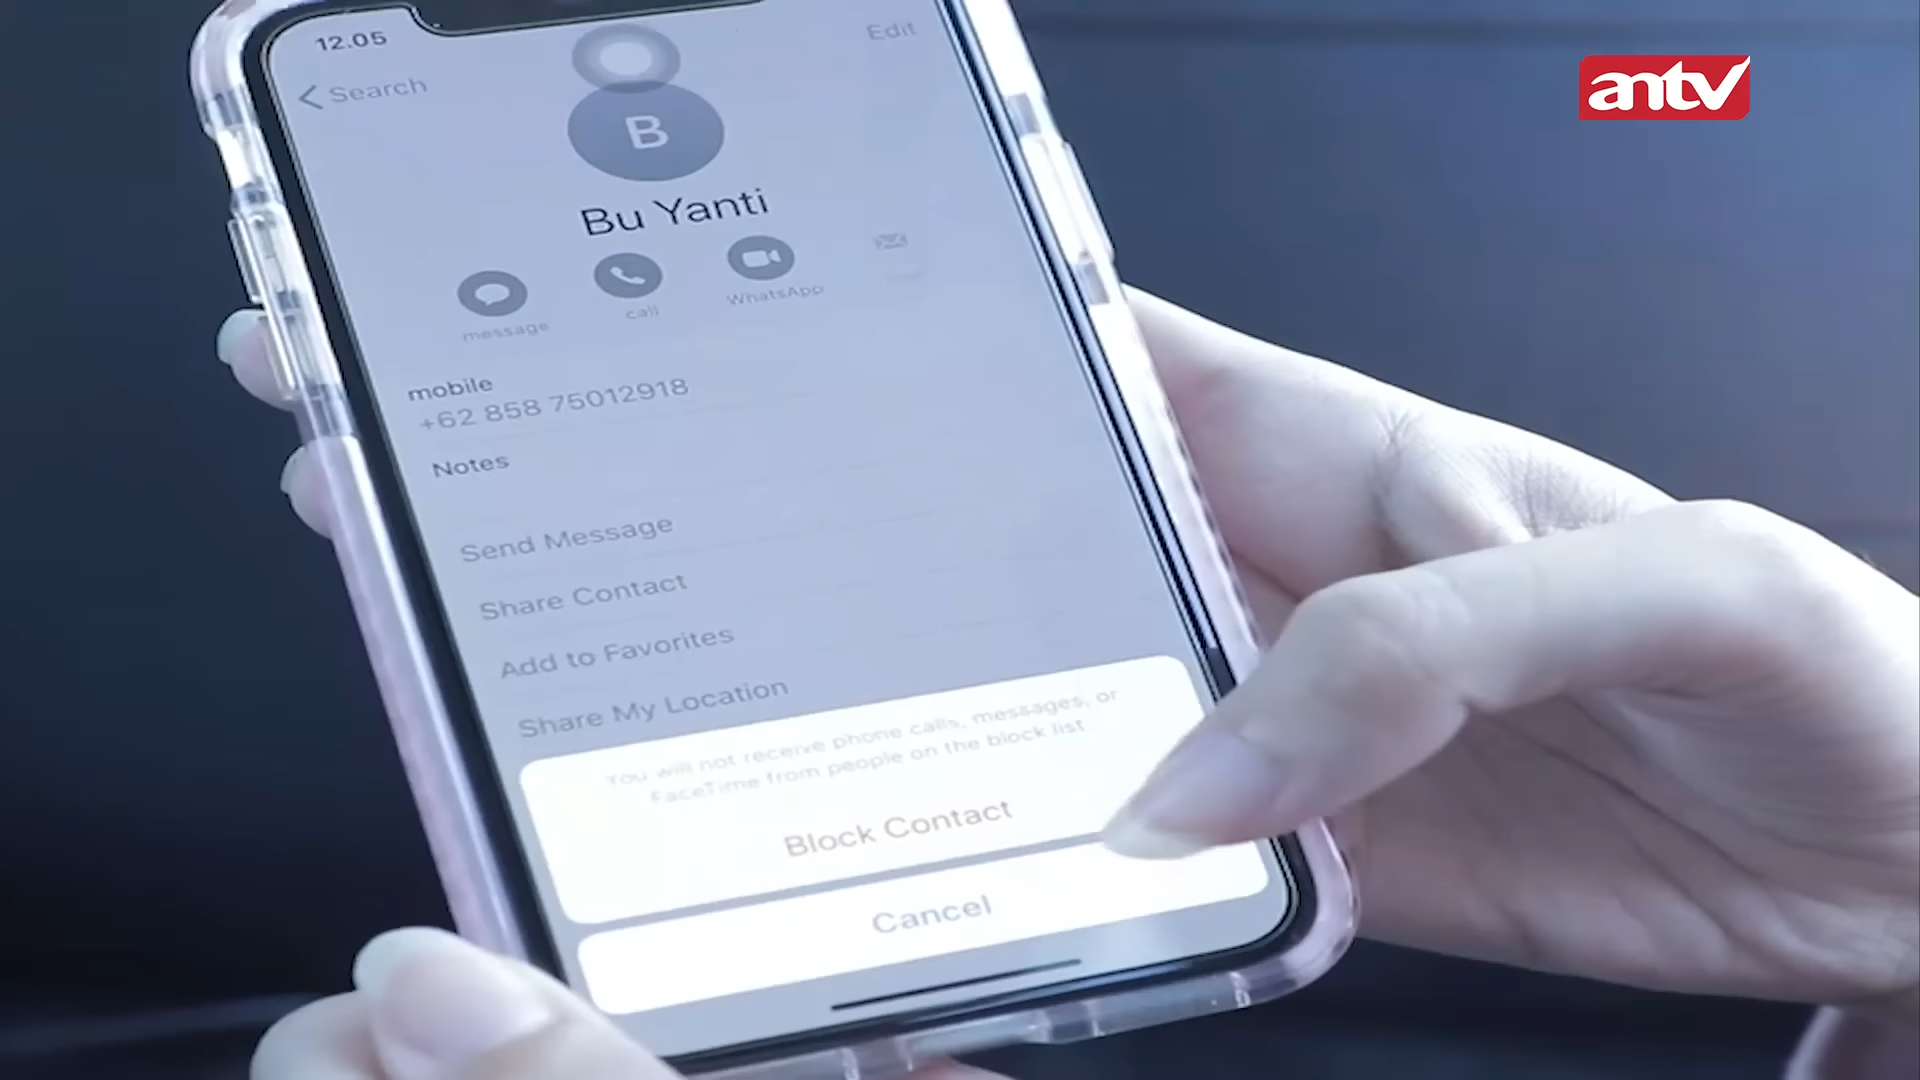 12.05
Edit
antv
Search
B
Bu Yanti
message
call
WhatsApp
mobile
+62 858 75012918
Notes
Send Message
Share Contact
Add to Favorites
Share My Location
You will not receive phone calls, messages, or
FaceTime from people on the block list
Block Contact
Cancel